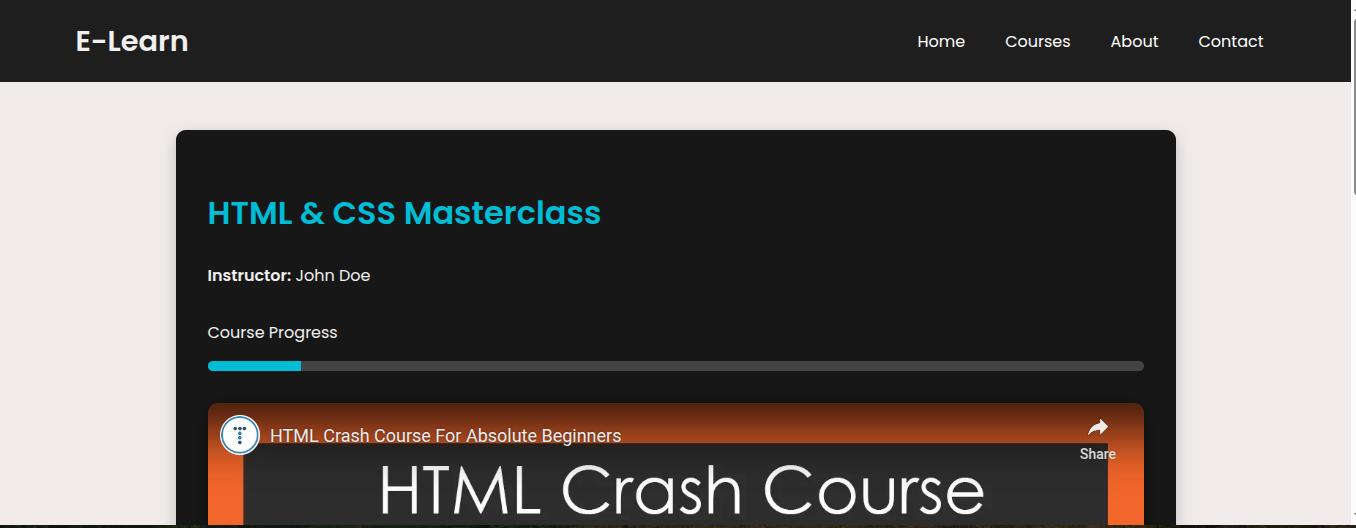 E-Learn
Home Courses About Contact
HTML & CSS Masterclass
Instructor: John Doe
Course Progress
HTML Crash Course For Absolute Beginners
Share
HTML Crash Course